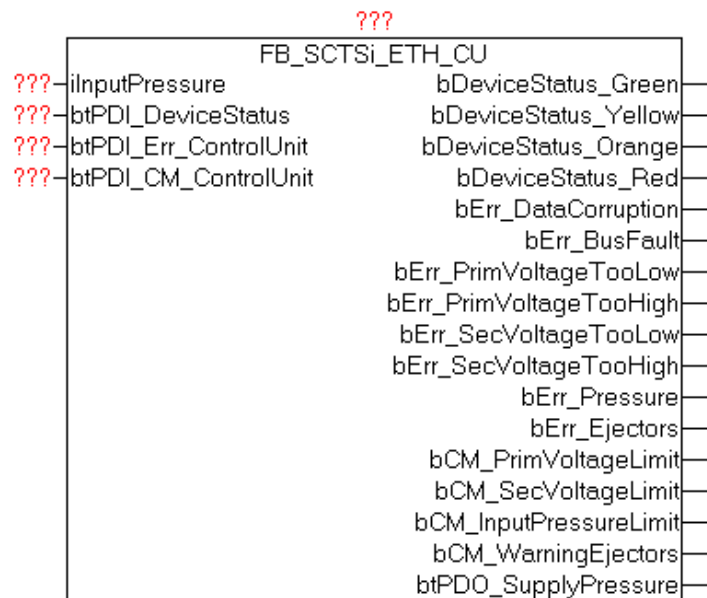 ???
FB_SCTSi_ETH_CU
??? iInputPressure bDeviceStatus_Green
??? btPDI_DeviceStatus bDeviceStatus_Yellow
??? btPDI_Err_ControlUnit bDeviceStatus_Orange
??? btPDI_CM_ControlUnit bDeviceStatus_Red
bErr_DataCorruption
bErr_BusFault
bErr_PrimVoltageTooLow
bErr_PrimVoltageTooHigh
bErr_SecVoltageTooLow
bErr_SecVoltageTooHigh
bErr_Pressure
bErr_Ejectors
bCM_PrimVoltageLimit
bCM_SecVoltageLimit
bCM_InputPressureLimit
bCM_WarningEjectors
btPDO_SupplyPressure